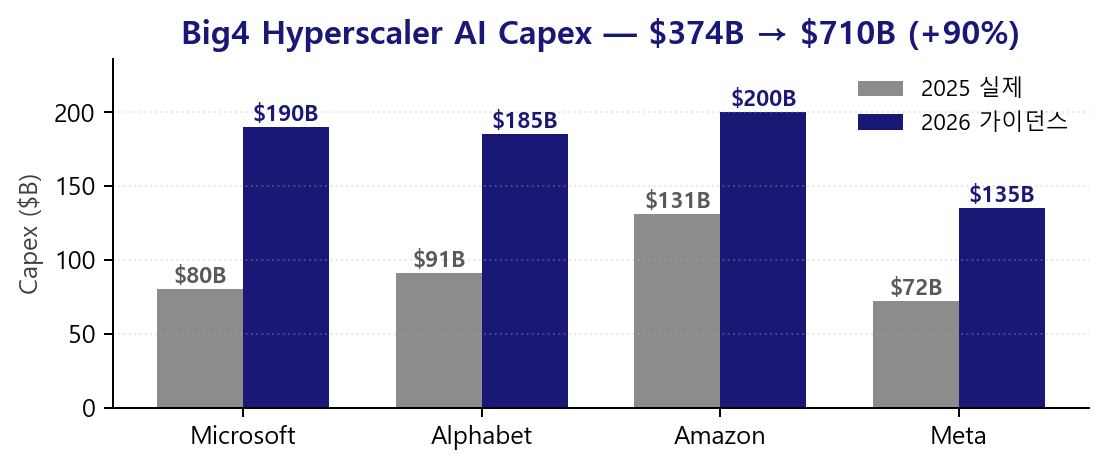 Big4 Hyperscaler AI Capex — $374B → $710B (+90%)
2025 실제
2026 가이던스
Capex ($B)
200
150
100
50
0
$80B
$190B
$91B
$185B
$131B
$200B
$72B
$135B
Microsoft
Alphabet
Amazon
Meta